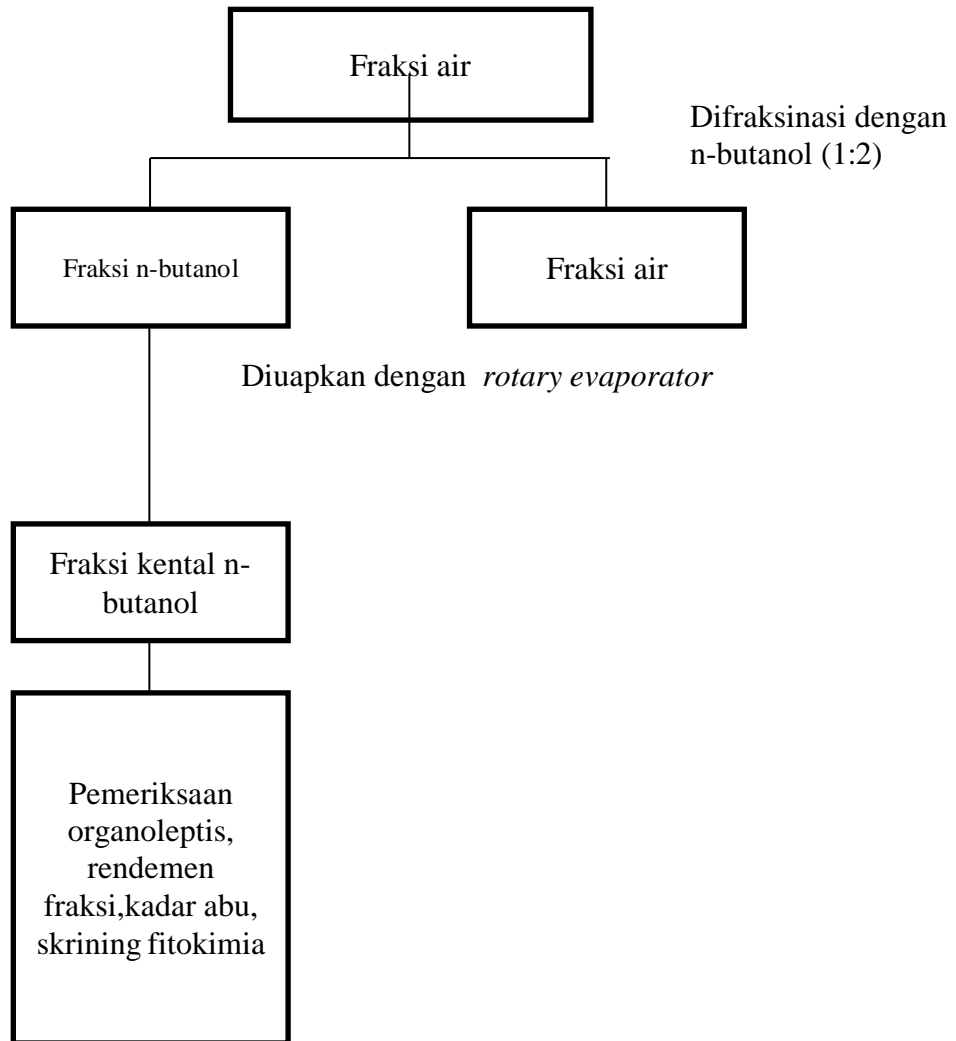 Fraksi air
Difraksinasi dengan
n-butanol (1:2)
Fraksi n-butanol
Fraksi air
Diuapkan dengan rotary evaporator
Fraksi kental n-
butanol
Pemeriksaan
organoleptis,
rendemen
fraksi,kadar abu,
skrining fitokimia